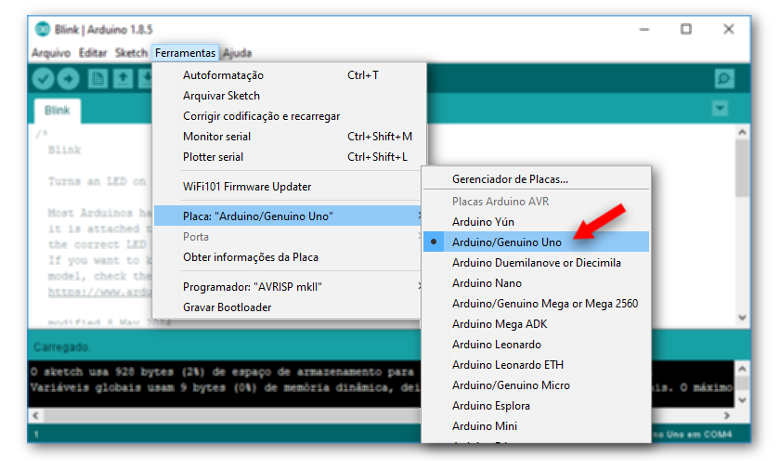 Blink | Arduino 1.8.5
Arquivo Editar Sketch Ferramentas Ajuda
Blink
Autoformatação Ctrl+T
Arquivar Sketch
Corrigir codificação e recarregar
Monitor serial Ctrl+Shift+M
Plotter serial Ctrl+Shift+L
WiFi101 Firmware Updater
Placa: "Arduino/Genuino Uno"
Porta
Obter informações da Placa
Programador: "AVRISP mkII"
Gravar Bootloader
Gerenciador de Placas...
Placas Arduino AVR
Arduino Yún
Arduino/Genuino Uno
Arduino Duemilanove or Diecimila
Arduino Nano
Arduino/Genuino Mega or Mega 2560
Arduino Mega ADK
Arduino Leonardo
Arduino Leonardo ETH
Arduino/Genuino Micro
Arduino Esplora
Arduino Mini
/*
Blink
Turns an LED on
Most Arduinos ha
it is attached t
the correct LED
If you want to k
model, check the
https://www.ardu
modified 8 May 2014
Carregado.
O sketch usa 928 bytes (2%) de espaço de armazenamento para
Variáveis globais usam 9 bytes (0%) de memória dinâmica, dei is. O máximo
1 no Uno em COM4